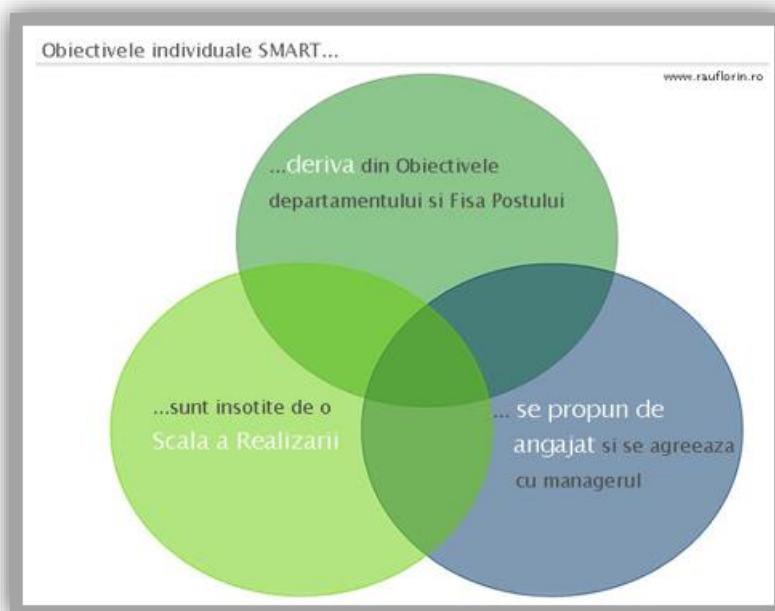 Obiectivele individuale SMART...
www.rauflorin.ro
...deriva din Obiectivele
departamentului si Fisa Postului
...sunt insotite de o
Scala a Realizarii
... se propun de
angajat si se agreeaza
cu managerul